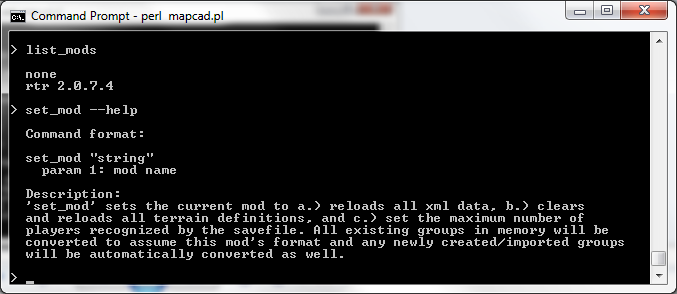 Command Prompt - perl  mapcad.pl
> list_mods
none
rtr 2.0.7.4
> set_mod --help
Command format:
set_mod "string"
param 1: mod name
Description:
'set_mod' sets the current mod to a.) reloads all xml data, b.) clears
and reloads all terrain definitions, and c.) set the maximum number of
players recognized by the savefile. All existing groups in memory will be
converted to assume this mod's format and any newly created/imported groups
will be automatically converted as well.
> _